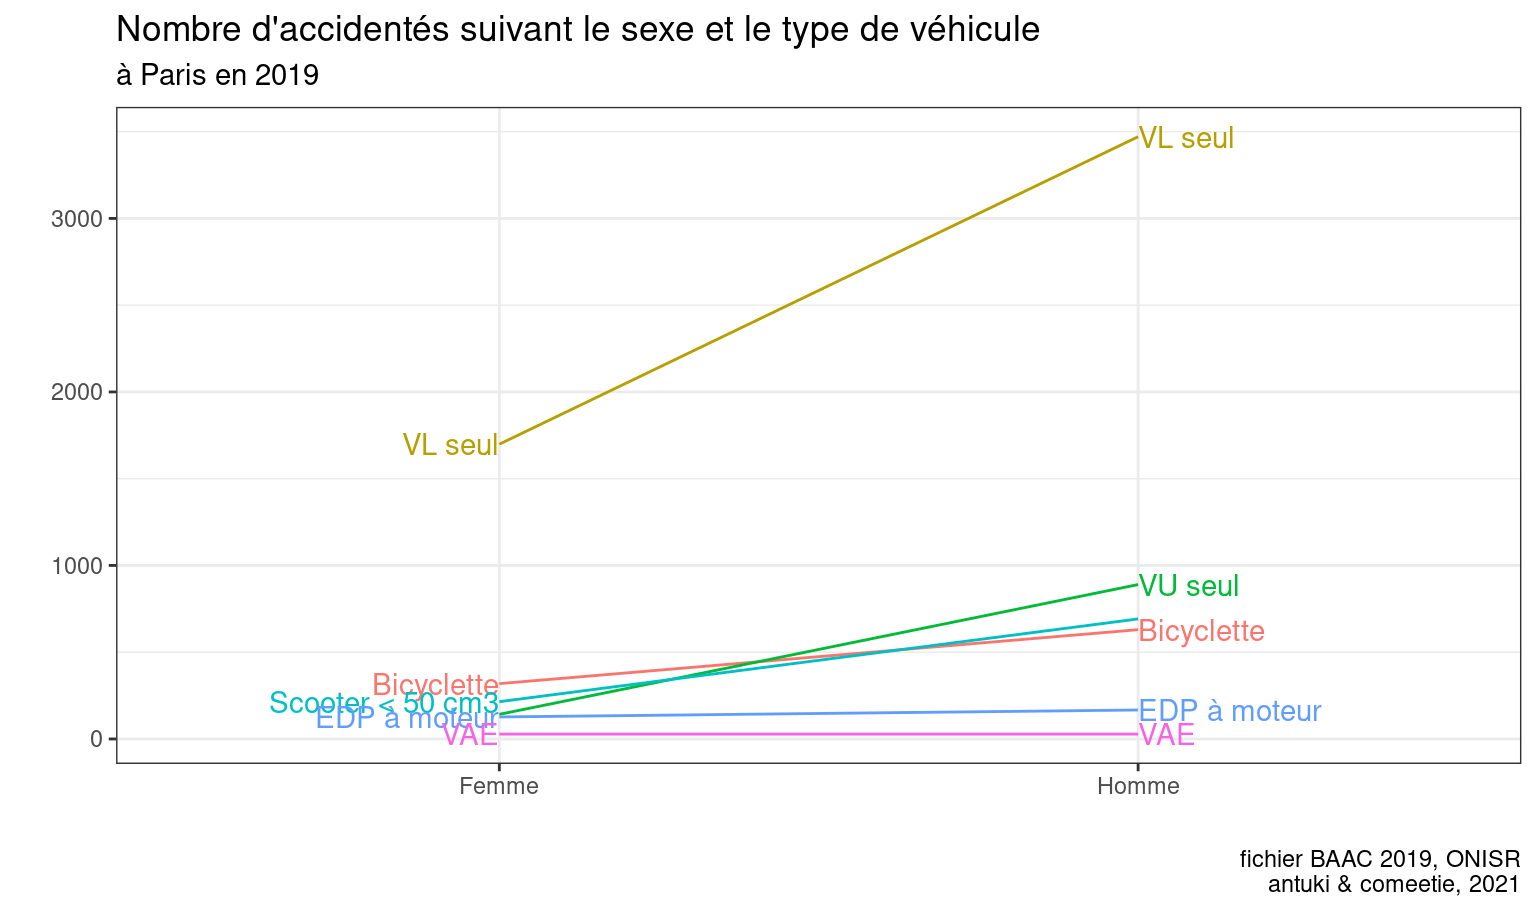 Nombre d'accidentés suivant le sexe et le type de véhicule
à Paris en 2019
VL seul
3000
2000
VL seul
1000
VU seul
Bicyclette
Bicyclette
Scooter < 50 cm3
EDP à moteur
EDP à moteur
VAE
VAE
0
Femme
Homme
fichier BAAC 2019, ONISR
antuki & comeetie, 2021